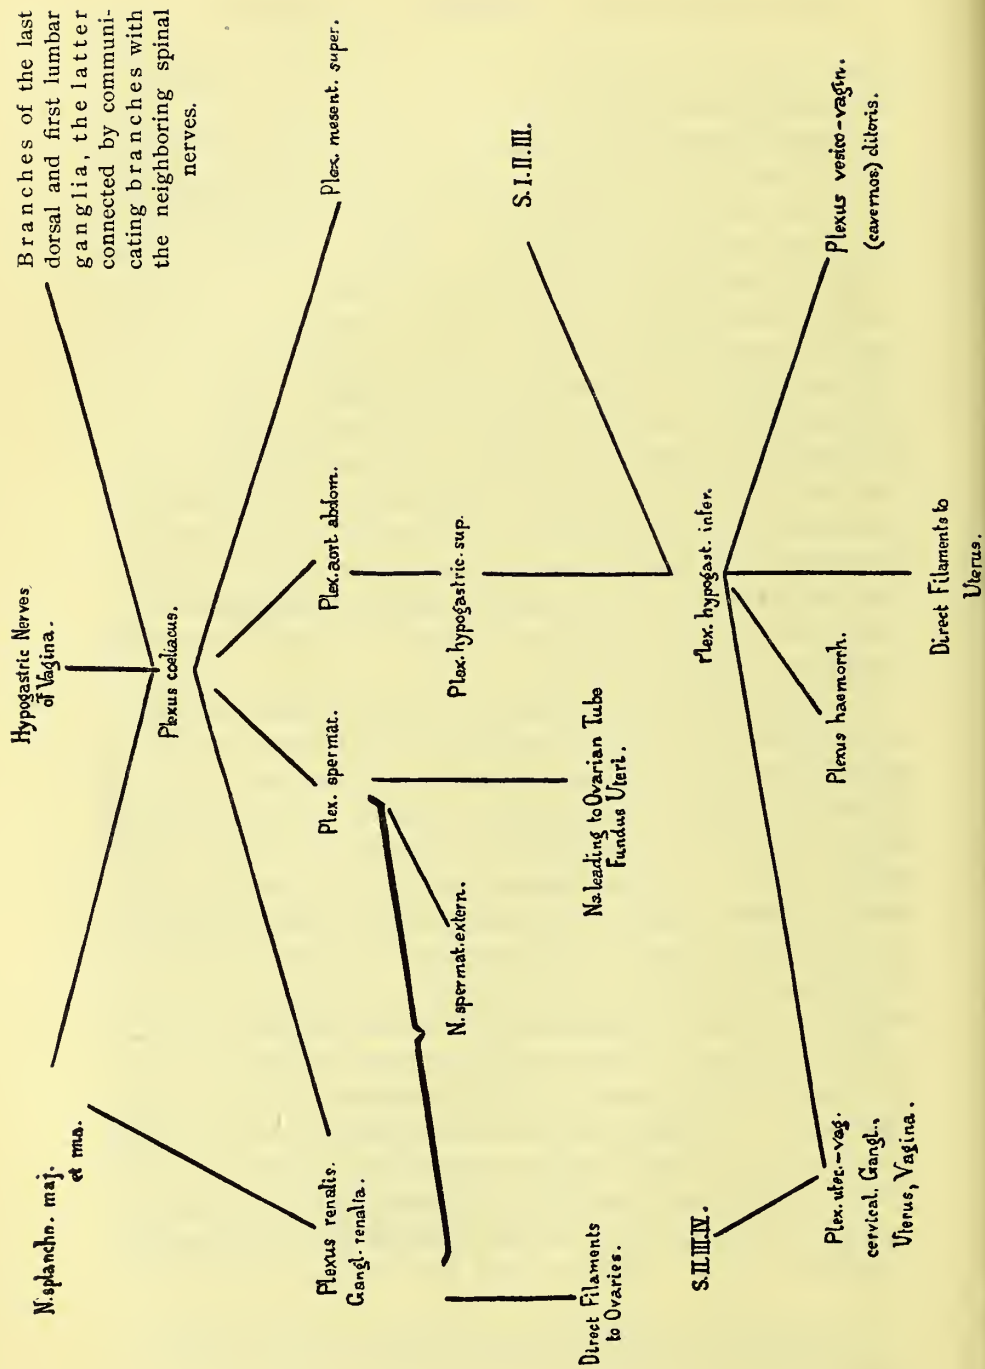 N. splanchn. maj.
et min.
Hypogastric Nerves
of Vagina.
Branches of the last
dorsal and first lumbar
ganglia, the latter
connected by communi-
cating branches with
the neighboring spinal
nerves.
Plexus coeliacus.
Plexus renalis.
Gangl. renalia.
Plex. spermat.
Plex. aort abdom.
Plex. mesent. super.
N. spermat. extern.
Plex. hypogastric. sup.
S. I. II. III.
Direct Filaments
to Ovaries.
Ns. leading to Ovarian Tube
Fundus Uteri.
S. II. III. IV.
Plex. hypogast. infer.
Plex. uter.-vag.
cervical. Gangl.,
Uterus, Vagina.
Plexus haemorrh.
Plexus vesico-vagin.
(cavernos.) clitoris.
Direct Filaments to
Uterus.